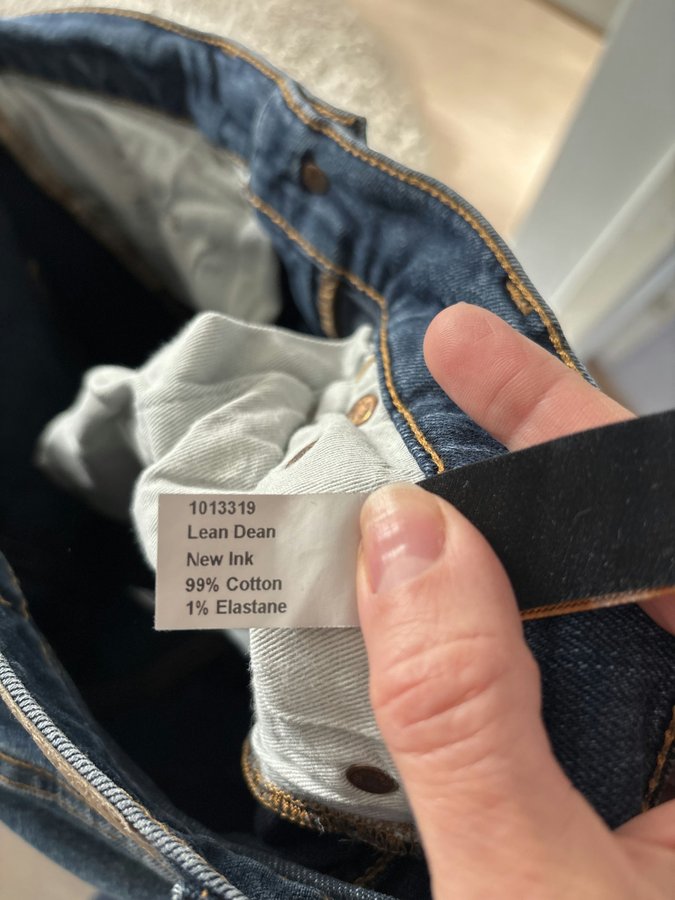 1013319
Lean Dean
New Ink
99% Cotton
1% Elastane